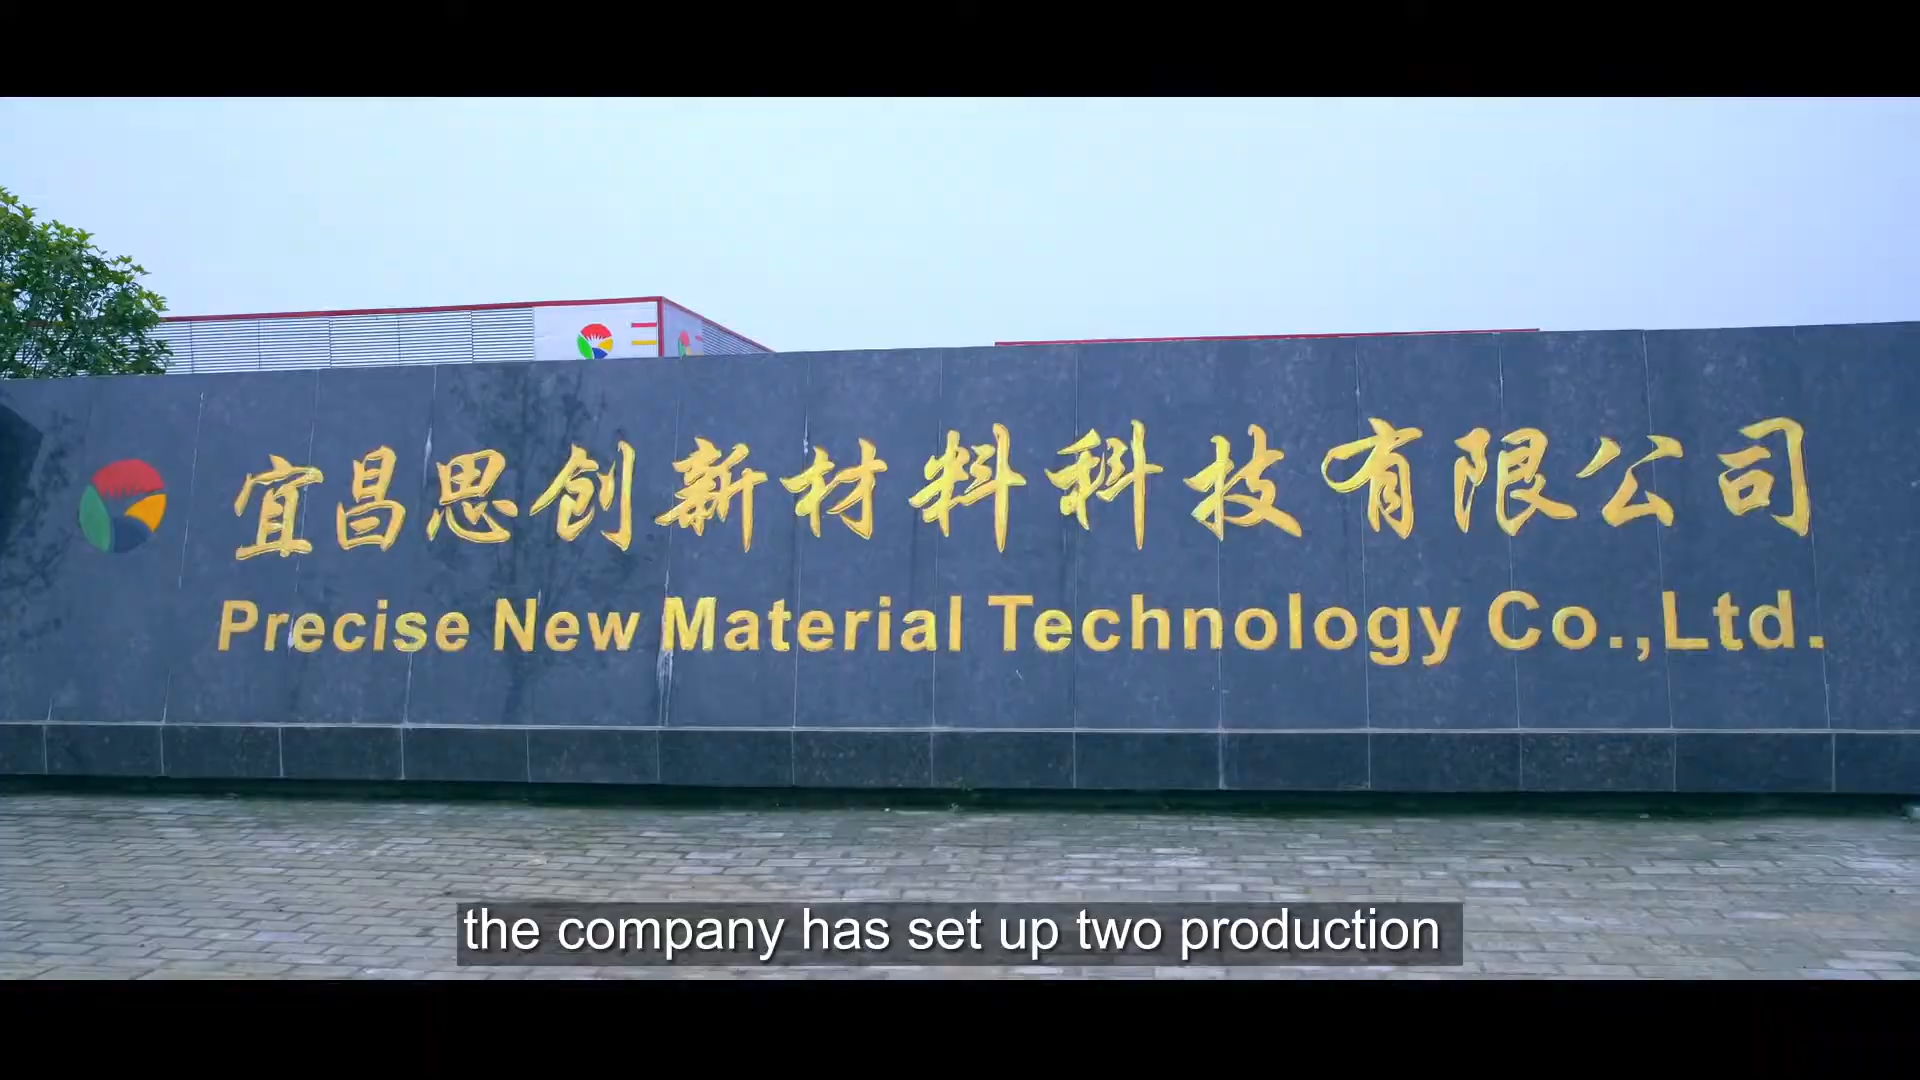 宜昌思创新材料科技有限公司
Precise New Material Technology Co.,Ltd.
the company has set up two production